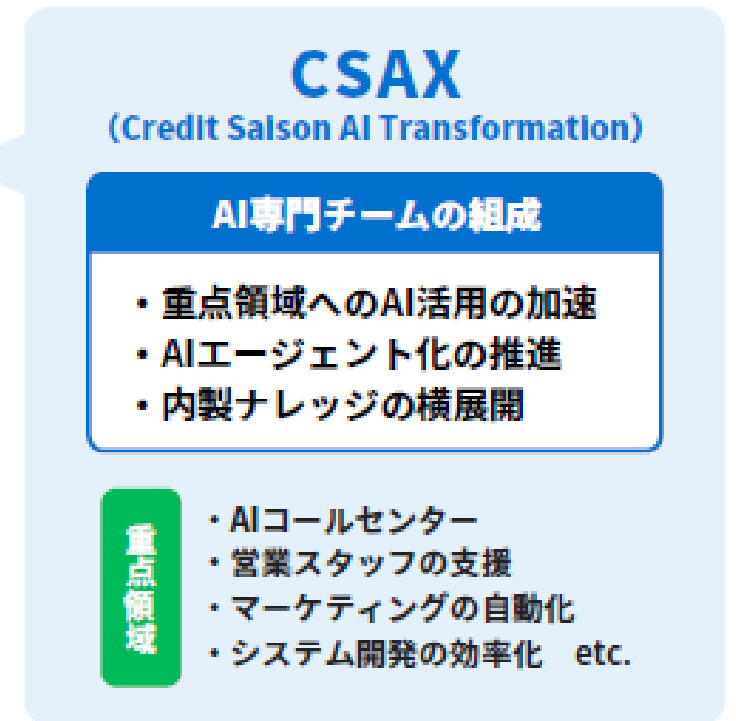 CSAX
（Credit Saison AI Transformation）
AI専門チームの組成
・重点領域へのAI活用の加速
・AIエージェント化の推進
・内製ナレッジの横展開
重点領域
・AIコールセンター
・営業スタッフの支援
・マーケティングの自動化
・システム開発の効率化　etc.